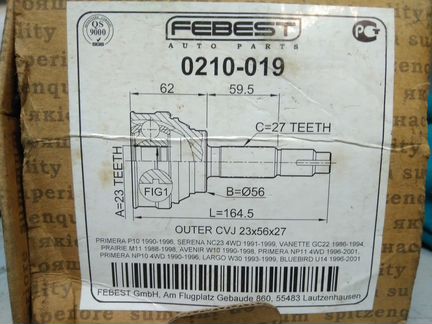 QS
9000
SGS
FEBEST
AUTO PARTS
РСТ
0210-019
62
59.5
C=27 TEETH
A=23 TEETH
FIG1
B=Ø56
L=164.5
OUTER CVJ 23x56x27
PRIMERA P10 1990-1996, SERENA NC23 4WD 1991-1999, VANETTE GC22 1986-1994,
PRAIRIE M11 1988-1998, AVENIR W10 1990-1998, PRIMERA NP11 4WD 1996-2001,
PRIMERA NP10 4WD 1990-1996, LARGO W30 1993-1999, BLUEBIRD U14 1996-2001
FEBEST GmbH, Am Flugplatz Gebaude 860, 55483 Lautzenhausen